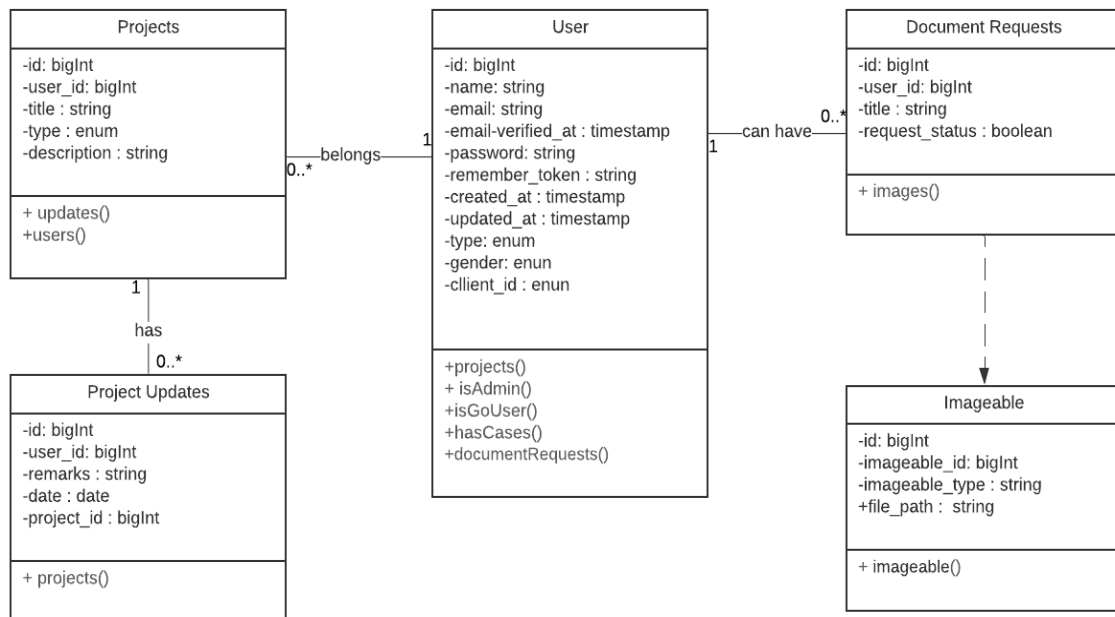 Projects
-id: bigInt
-user_id: bigInt
-title : string
-type : enum
-description : string
+ updates()
+users()
1
has
0..*
Project Updates
-id: bigInt
-user_id: bigInt
-remarks : string
-date : date
-project_id : bigInt
+ projects()
0..*
belongs
1
User
-id: bigInt
-name: string
-email: string
-email-verified_at : timestamp
-password: string
-remember_token : string
-created_at : timestamp
-updated_at : timestamp
-type: enum
-gender: enun
-cllient_id : enun
+projects()
+ isAdmin()
+isGoUser()
+hasCases()
+documentRequests()
1
can have
0..*
Document Requests
-id: bigInt
-user_id: bigInt
-title : string
-request_status : boolean
+ images()
Imageable
-id: bigInt
-imageable_id: bigInt
-imageable_type : string
+file_path :  string
+ imageable()